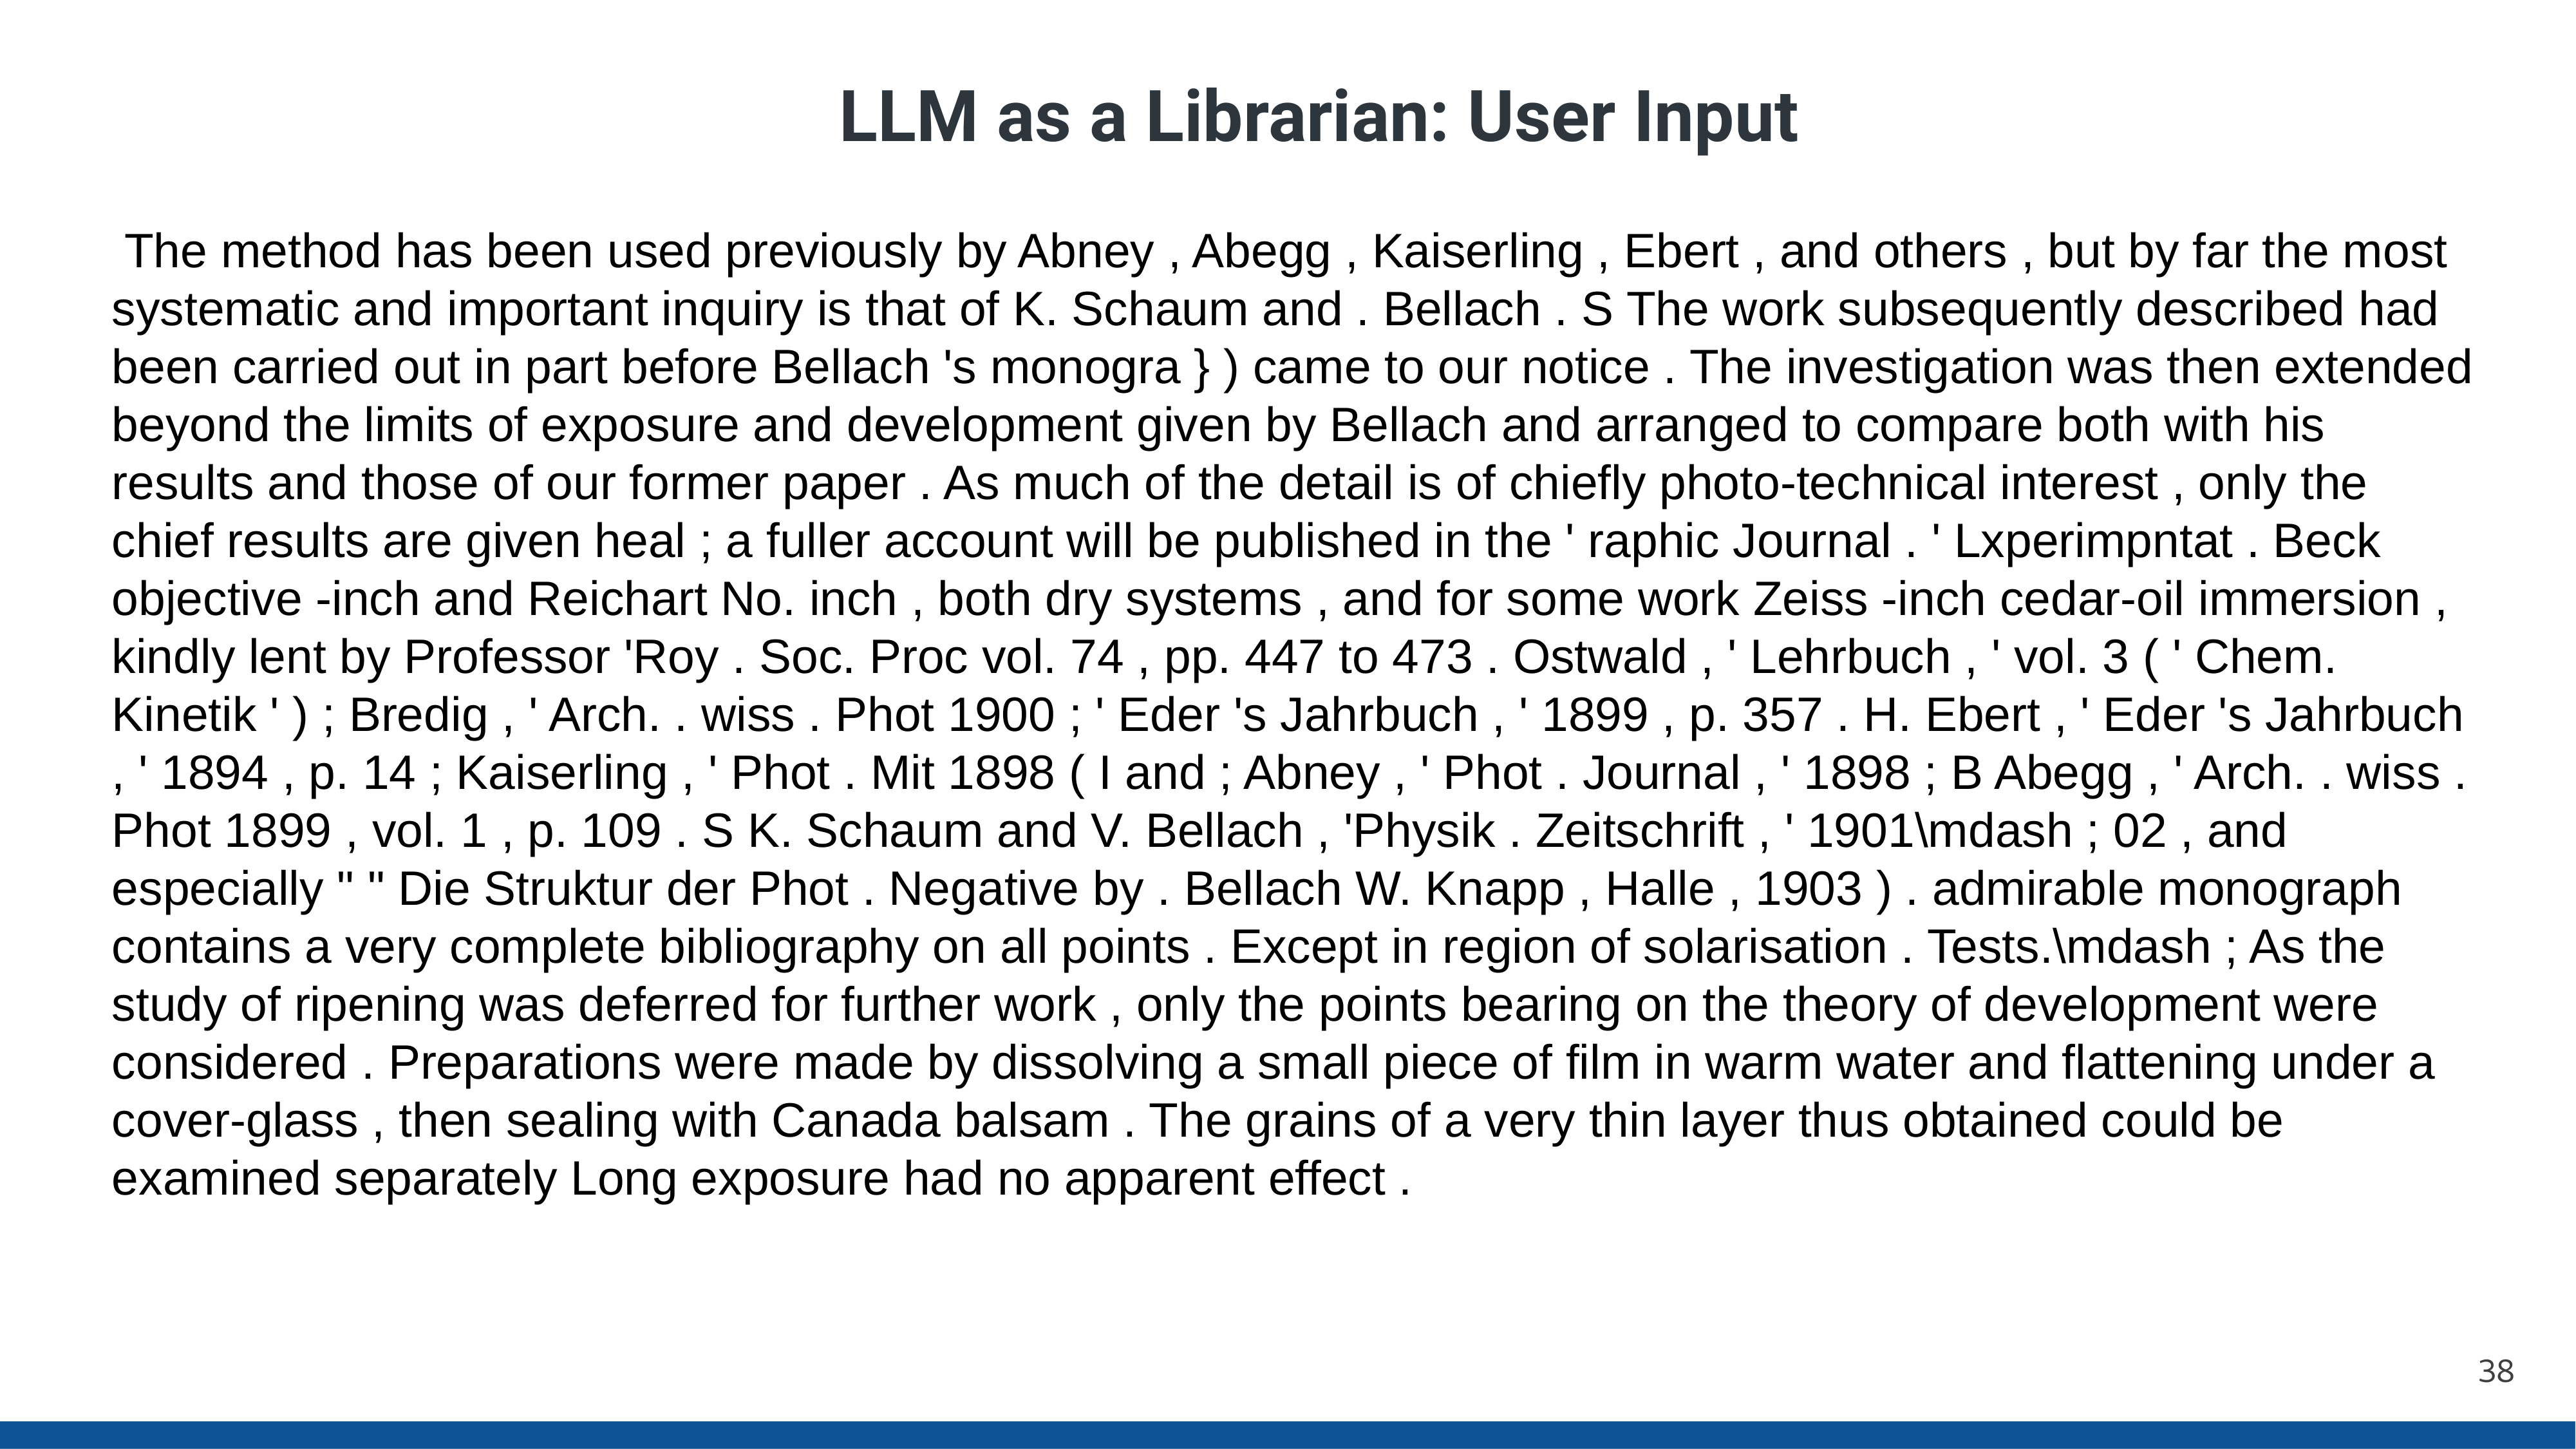 LLM as a Librarian: User Input
The method has been used previously by Abney , Abegg , Kaiserling , Ebert , and others , but by far the most
systematic and important inquiry is that of K. Schaum and . Bellach . S The work subsequently described had
been carried out in part before Bellach 's monogra } ) came to our notice . The investigation was then extended
beyond the limits of exposure and development given by Bellach and arranged to compare both with his
results and those of our former paper . As much of the detail is of chiefly photo-technical interest , only the
chief results are given heal ; a fuller account will be published in the ' raphic Journal . ' Lxperimpntat . Beck
objective -inch and Reichart No. inch , both dry systems , and for some work Zeiss -inch cedar-oil immersion ,
kindly lent by Professor 'Roy . Soc. Proc vol. 74 , pp. 447 to 473 . Ostwald , ' Lehrbuch , ' vol. 3 ( ' Chem.
Kinetik ' ) ; Bredig , ' Arch. . wiss . Phot 1900 ; ' Eder 's Jahrbuch , ' 1899 , p. 357 . H. Ebert , ' Eder 's Jahrbuch
, ' 1894 , p. 14 ; Kaiserling , ' Phot . Mit 1898 ( I and ; Abney , ' Phot . Journal , ' 1898 ; B Abegg , ' Arch. . wiss .
Phot 1899 , vol. 1 , p. 109 . S K. Schaum and V. Bellach , 'Physik . Zeitschrift , ' 1901\mdash ; 02 , and
especially " " Die Struktur der Phot . Negative by . Bellach W. Knapp , Halle , 1903 ) . admirable monograph
contains a very complete bibliography on all points . Except in region of solarisation . Tests.\mdash ; As the
study of ripening was deferred for further work , only the points bearing on the theory of development were
considered . Preparations were made by dissolving a small piece of film in warm water and flattening under a
cover-glass , then sealing with Canada balsam . The grains of a very thin layer thus obtained could be
examined separately Long exposure had no apparent effect .
38